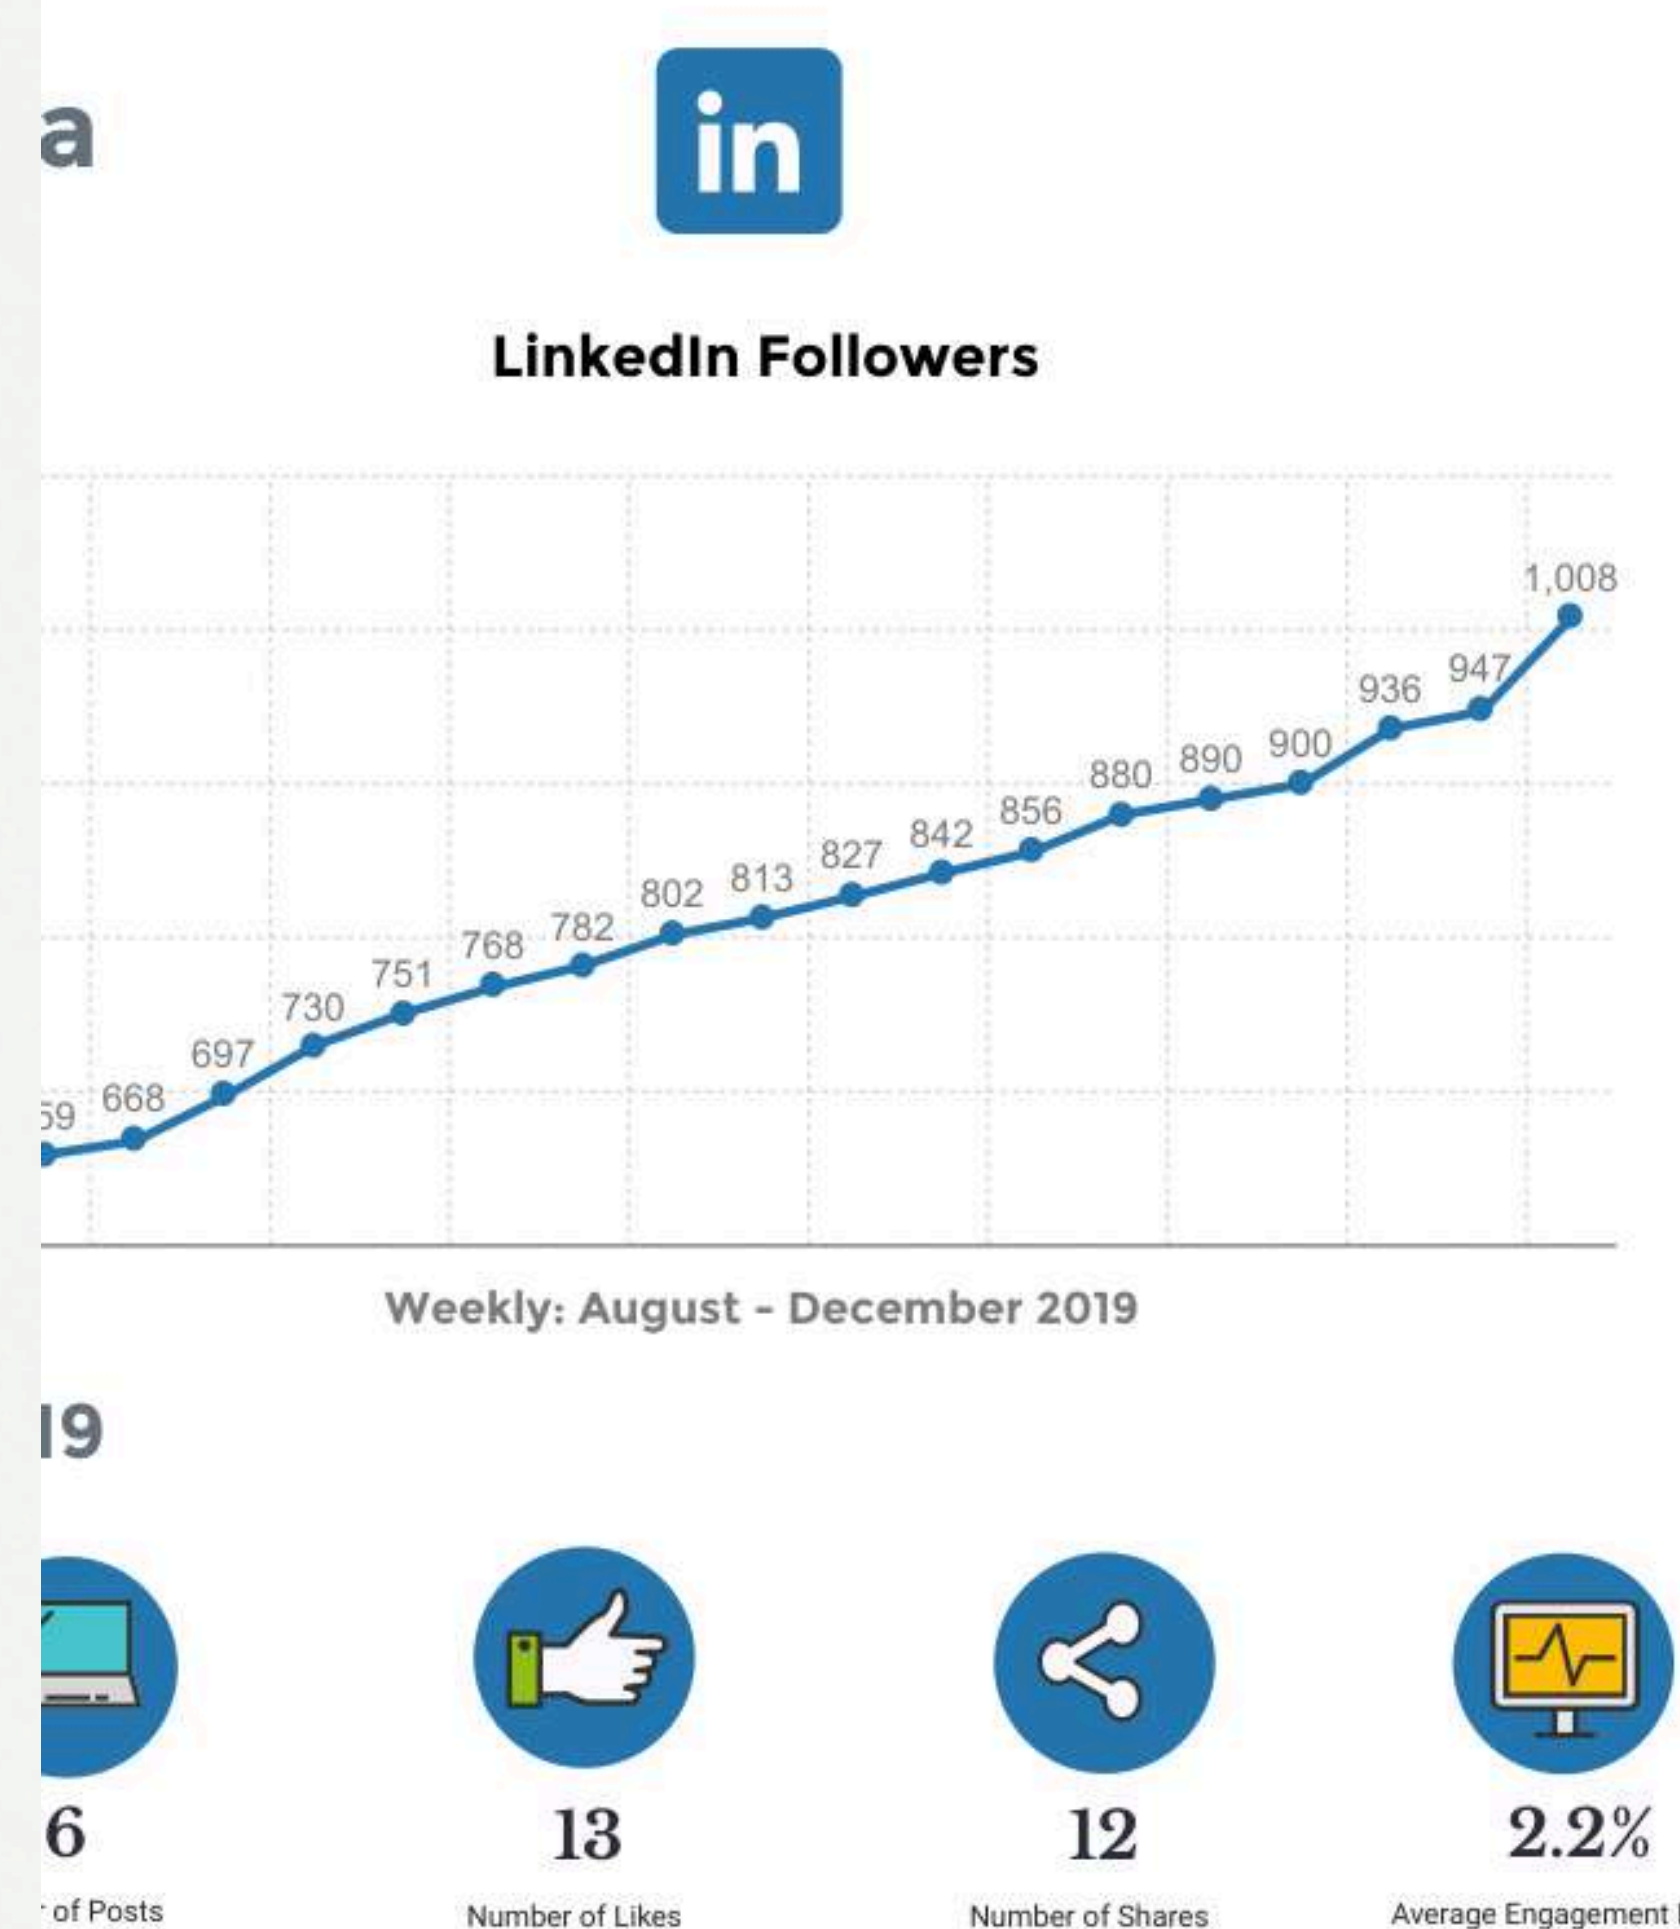 a
in
LinkedIn Followers
1,008
947
936
900
890
880
856
842
827
813
802
782
768
751
730
697
668
59
Weekly: August - December 2019
19
6
13
12
2.2%
of Posts
Number of Likes
Number of Shares
Average Engagement